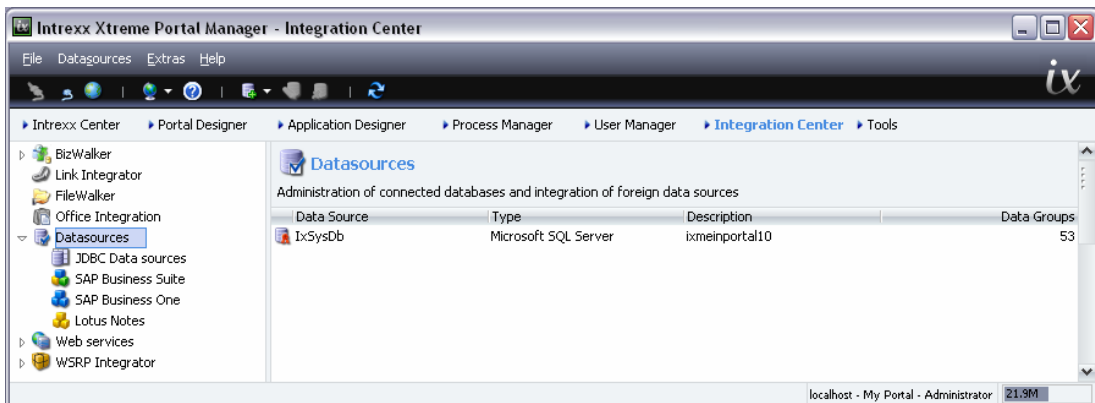 Intrexx Xtreme Portal Manager - Integration Center
File Datasources Extras Help
ix
Intrexx Center Portal Designer Application Designer Process Manager User Manager Integration Center Tools
BizWalker
Link Integrator
FileWalker
Office Integration
Datasources
JDBC Data sources
SAP Business Suite
SAP Business One
Lotus Notes
Web services
WSRP Integrator
Datasources
Administration of connected databases and integration of foreign data sources
Data Source Type Description Data Groups
IxSysDb Microsoft SQL Server ixmeinportal10 53
localhost - My Portal - Administrator 21.9M